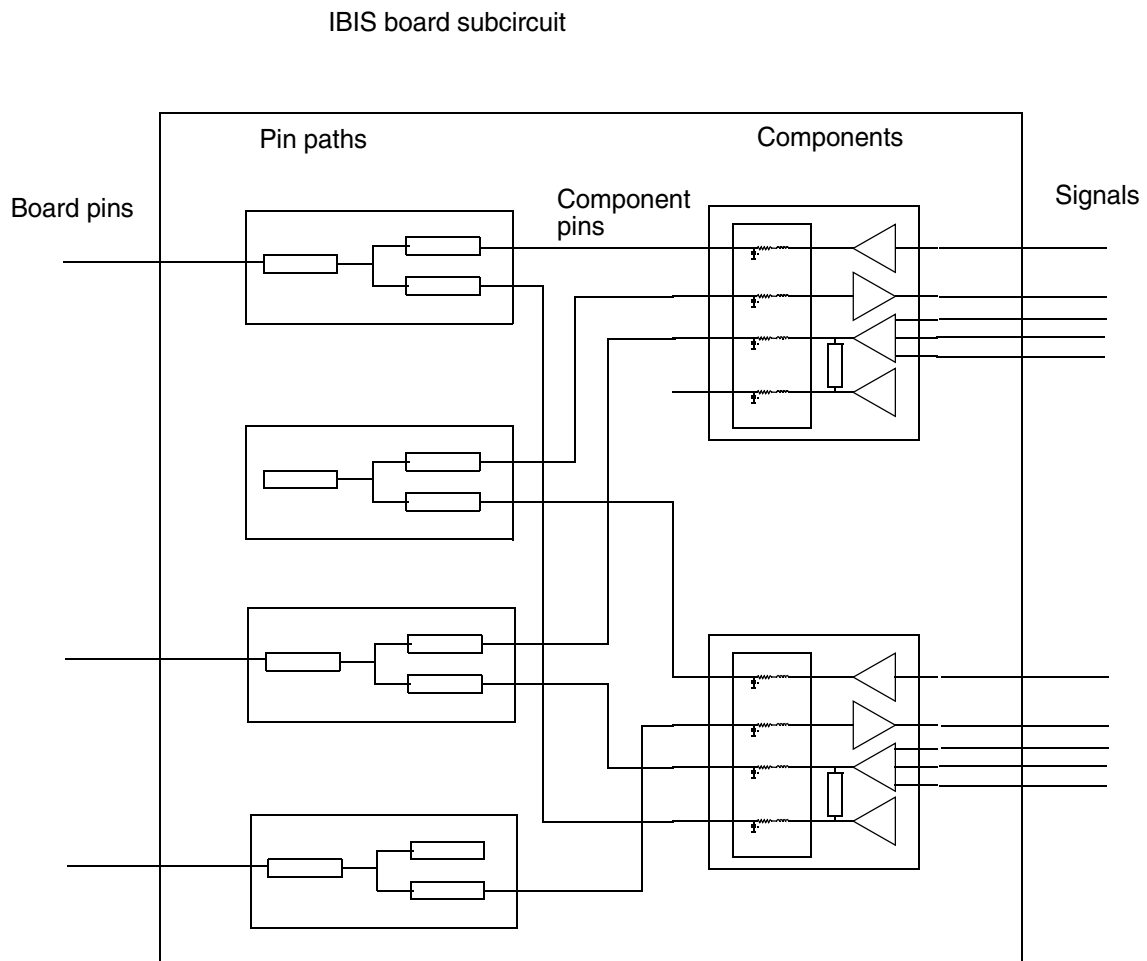 IBIS board subcircuit
Pin paths
Components
Board pins
Component
pins
Signals